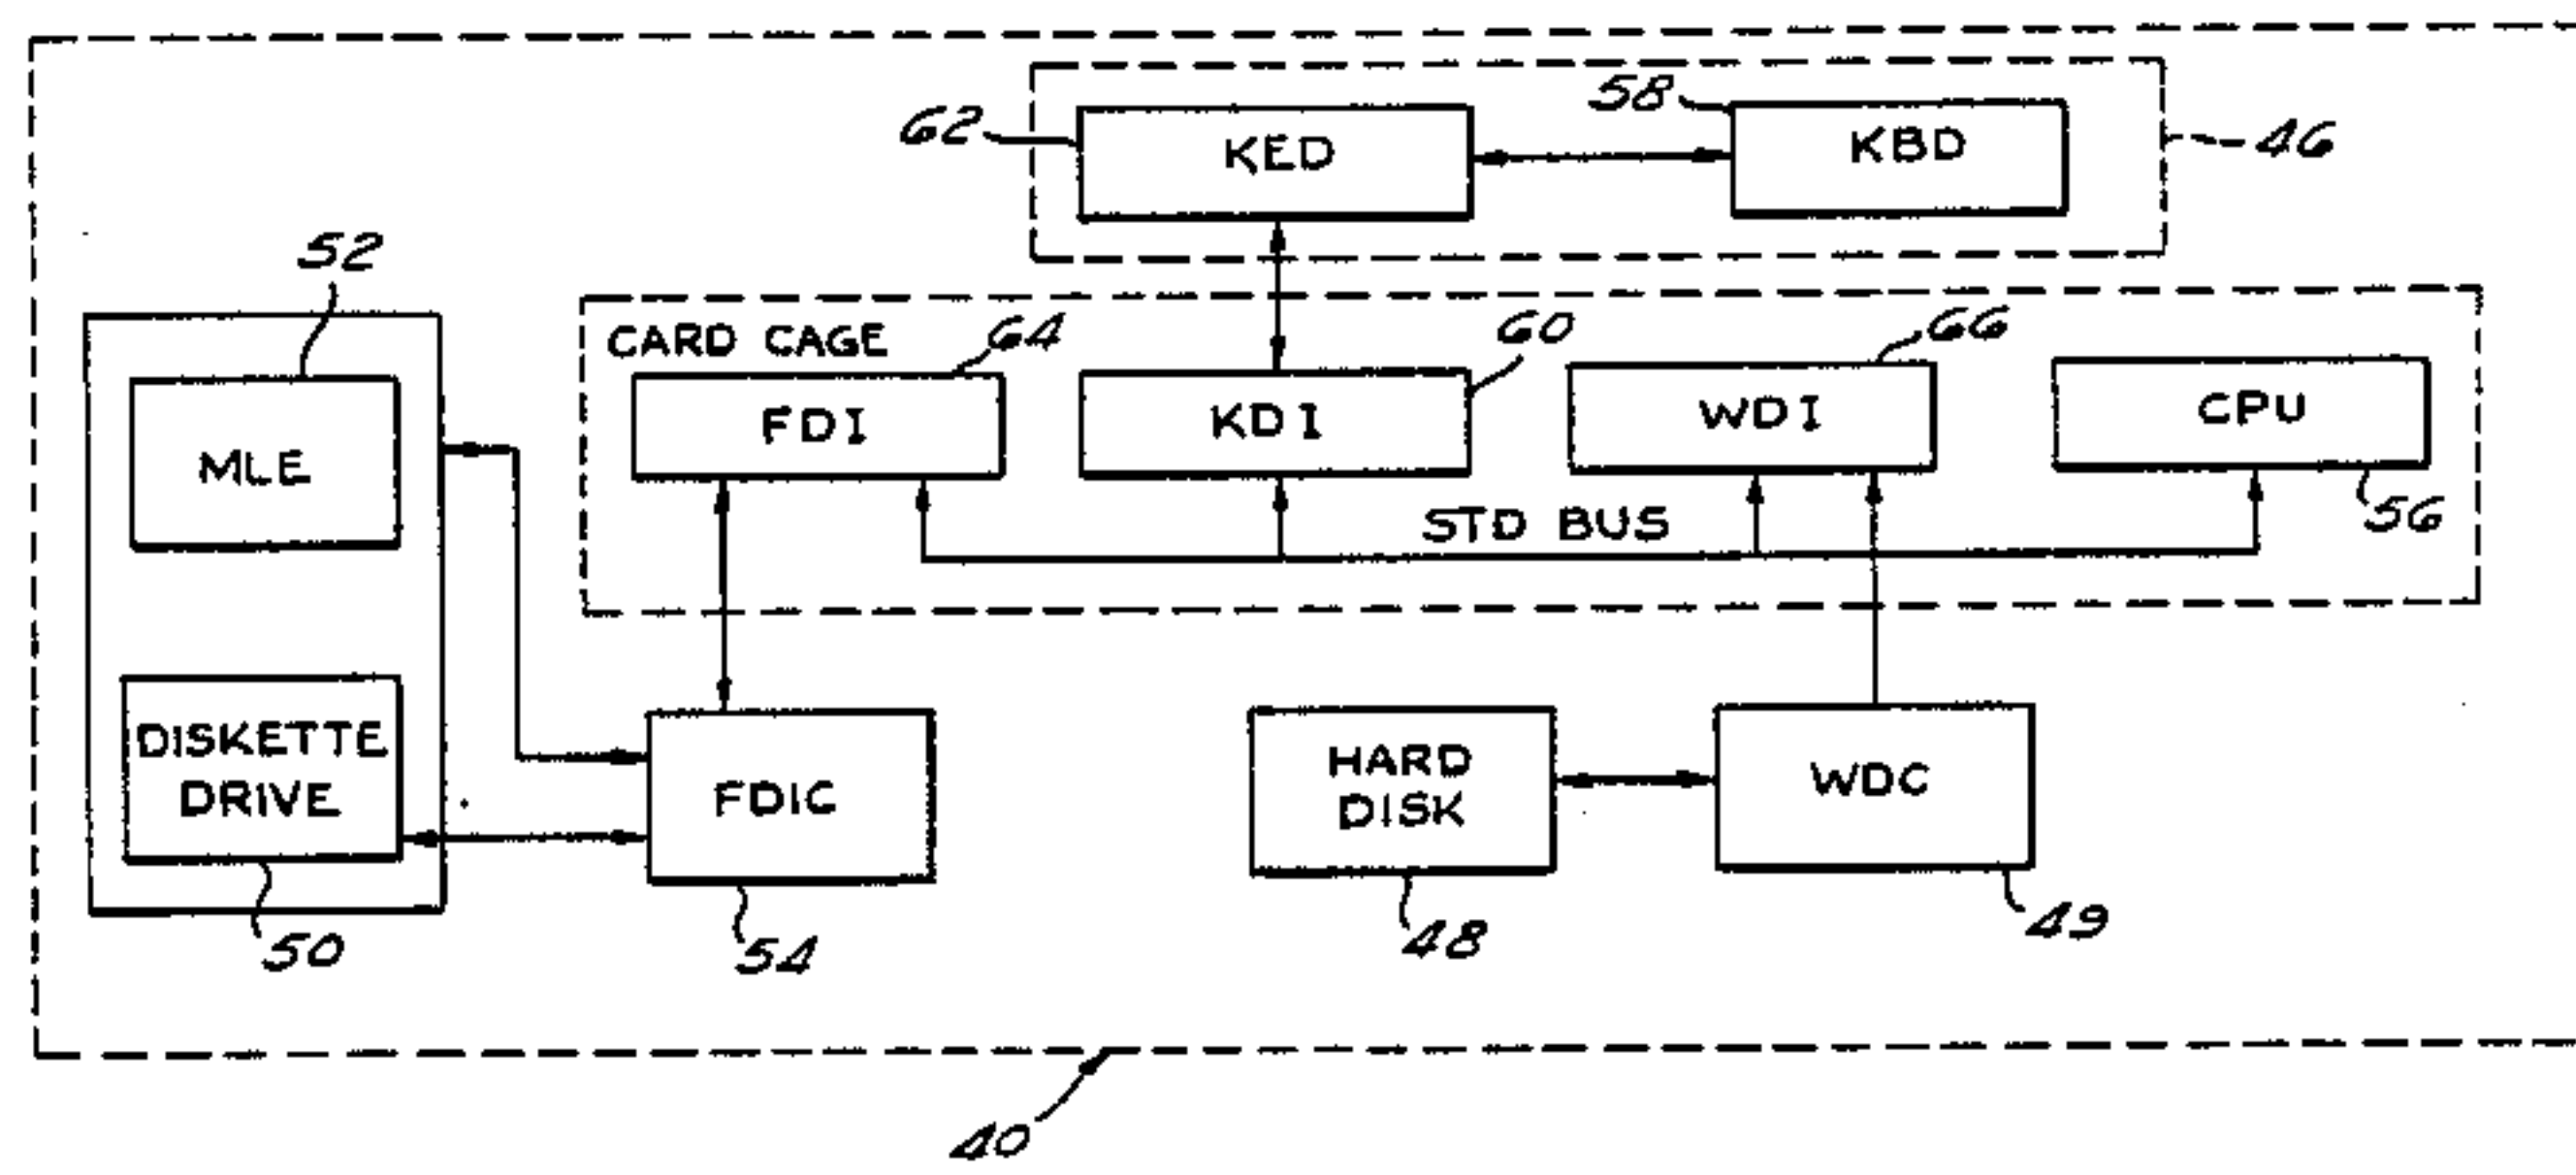 62
KED
58
KBD
46
52
MLE
DISKETTE
DRIVE
50
CARD CAGE
64
FDI
60
KDI
66
WDI
CPU
56
STD BUS
FDIC
54
HARD
DISK
48
WDC
49
40